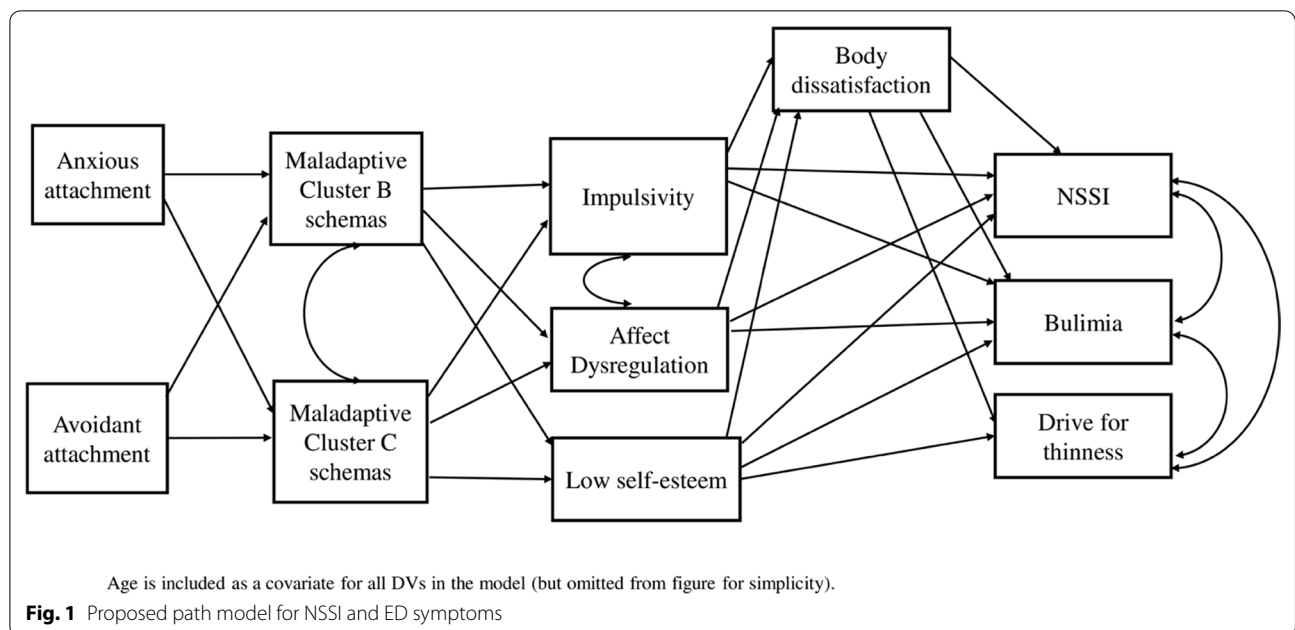 Body
dissatisfaction
Anxious
attachment
Maladaptive
Cluster B
schemas
Impulsivity
NSSI
Affect
Dysregulation
Bulimia
Avoidant
attachment
Maladaptive
Cluster C
schemas
Low self-esteem
Drive for
thinness
Age is included as a covariate for all DVs in the model (but omitted from figure for simplicity).
Fig. 1 Proposed path model for NSSI and ED symptoms